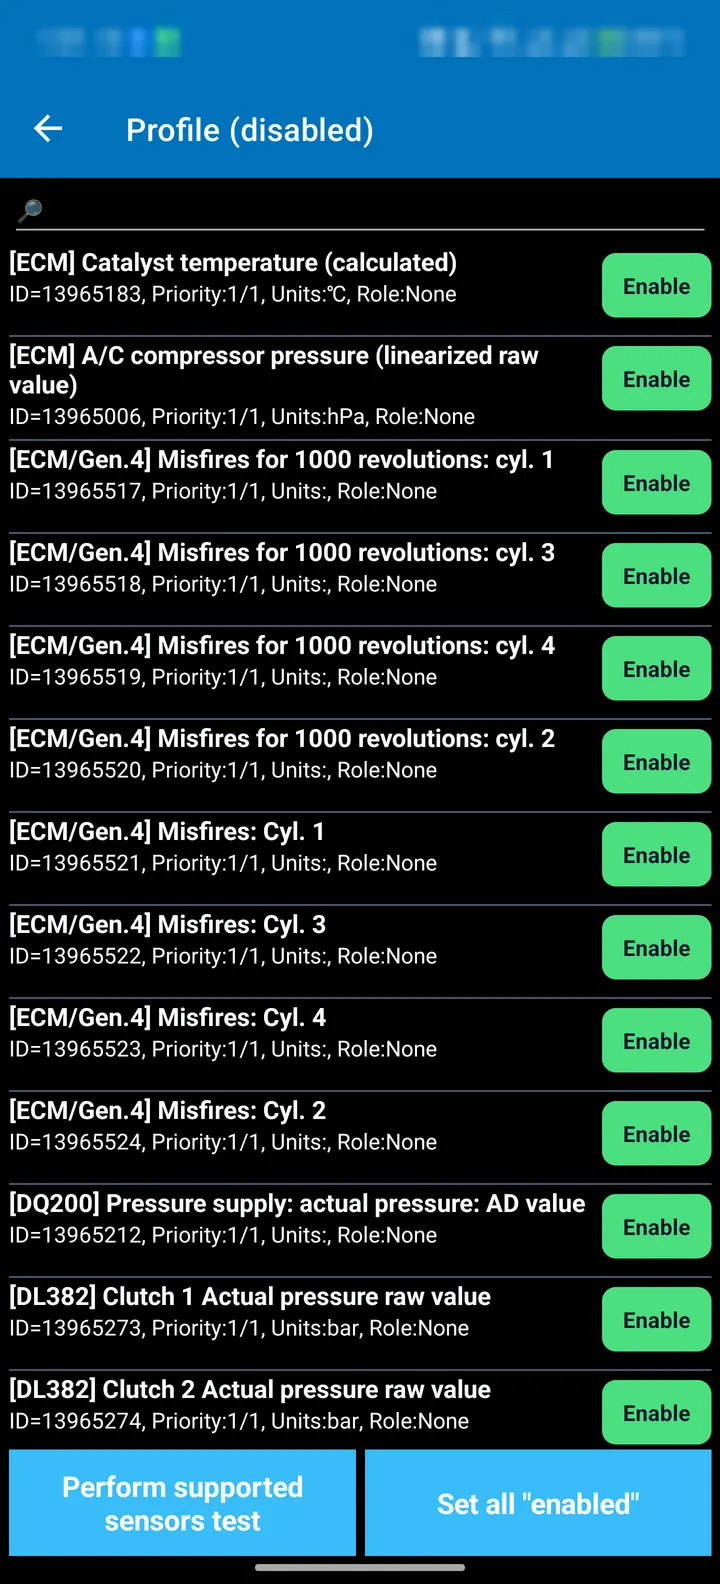 Profile (disabled)
[ECM] Catalyst temperature (calculated)
ID=13965183, Priority:1/1, Units:℃, Role:None
Enable
[ECM] A/C compressor pressure (linearized raw
value)
ID=13965006, Priority:1/1, Units:hPa, Role:None
Enable
[ECM/Gen.4] Misfires for 1000 revolutions: cyl. 1
ID=13965517, Priority:1/1, Units:, Role:None
Enable
[ECM/Gen.4] Misfires for 1000 revolutions: cyl. 3
ID=13965518, Priority:1/1, Units:, Role:None
Enable
[ECM/Gen.4] Misfires for 1000 revolutions: cyl. 4
ID=13965519, Priority:1/1, Units:, Role:None
Enable
[ECM/Gen.4] Misfires for 1000 revolutions: cyl. 2
ID=13965520, Priority:1/1, Units:, Role:None
Enable
[ECM/Gen.4] Misfires: Cyl. 1
ID=13965521, Priority:1/1, Units:, Role:None
Enable
[ECM/Gen.4] Misfires: Cyl. 3
ID=13965522, Priority:1/1, Units:, Role:None
Enable
[ECM/Gen.4] Misfires: Cyl. 4
ID=13965523, Priority:1/1, Units:, Role:None
Enable
[ECM/Gen.4] Misfires: Cyl. 2
ID=13965524, Priority:1/1, Units:, Role:None
Enable
[DQ200] Pressure supply: actual pressure: AD value
ID=13965212, Priority:1/1, Units:, Role:None
Enable
[DL382] Clutch 1 Actual pressure raw value
ID=13965273, Priority:1/1, Units:bar, Role:None
Enable
[DL382] Clutch 2 Actual pressure raw value
ID=13965274, Priority:1/1, Units:bar, Role:None
Enable
Perform supported
sensors test
Set all "enabled"